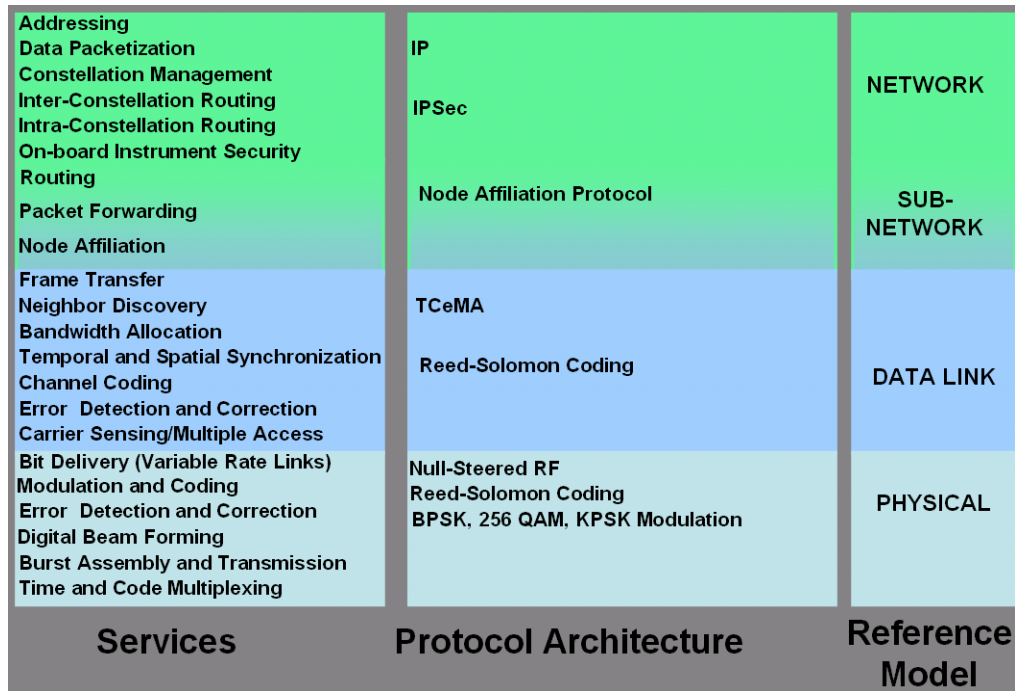 Addressing
Data Packetization
Constellation Management
Inter-Constellation Routing
Intra-Constellation Routing
On-board Instrument Security
Routing
Packet Forwarding
Node Affiliation
IP
IPSec
Node Affiliation Protocol
NETWORK
SUB-
NETWORK
Frame Transfer
Neighbor Discovery
Bandwidth Allocation
Temporal and Spatial Synchronization
Channel Coding
Error Detection and Correction
Carrier Sensing/Multiple Access
TCeMA
Reed-Solomon Coding
DATA LINK
Bit Delivery (Variable Rate Links)
Modulation and Coding
Error Detection and Correction
Digital Beam Forming
Burst Assembly and Transmission
Time and Code Multiplexing
Null-Steered RF
Reed-Solomon Coding
BPSK, 256 QAM, KPSK Modulation
PHYSICAL
Services
Protocol Architecture
Reference
Model